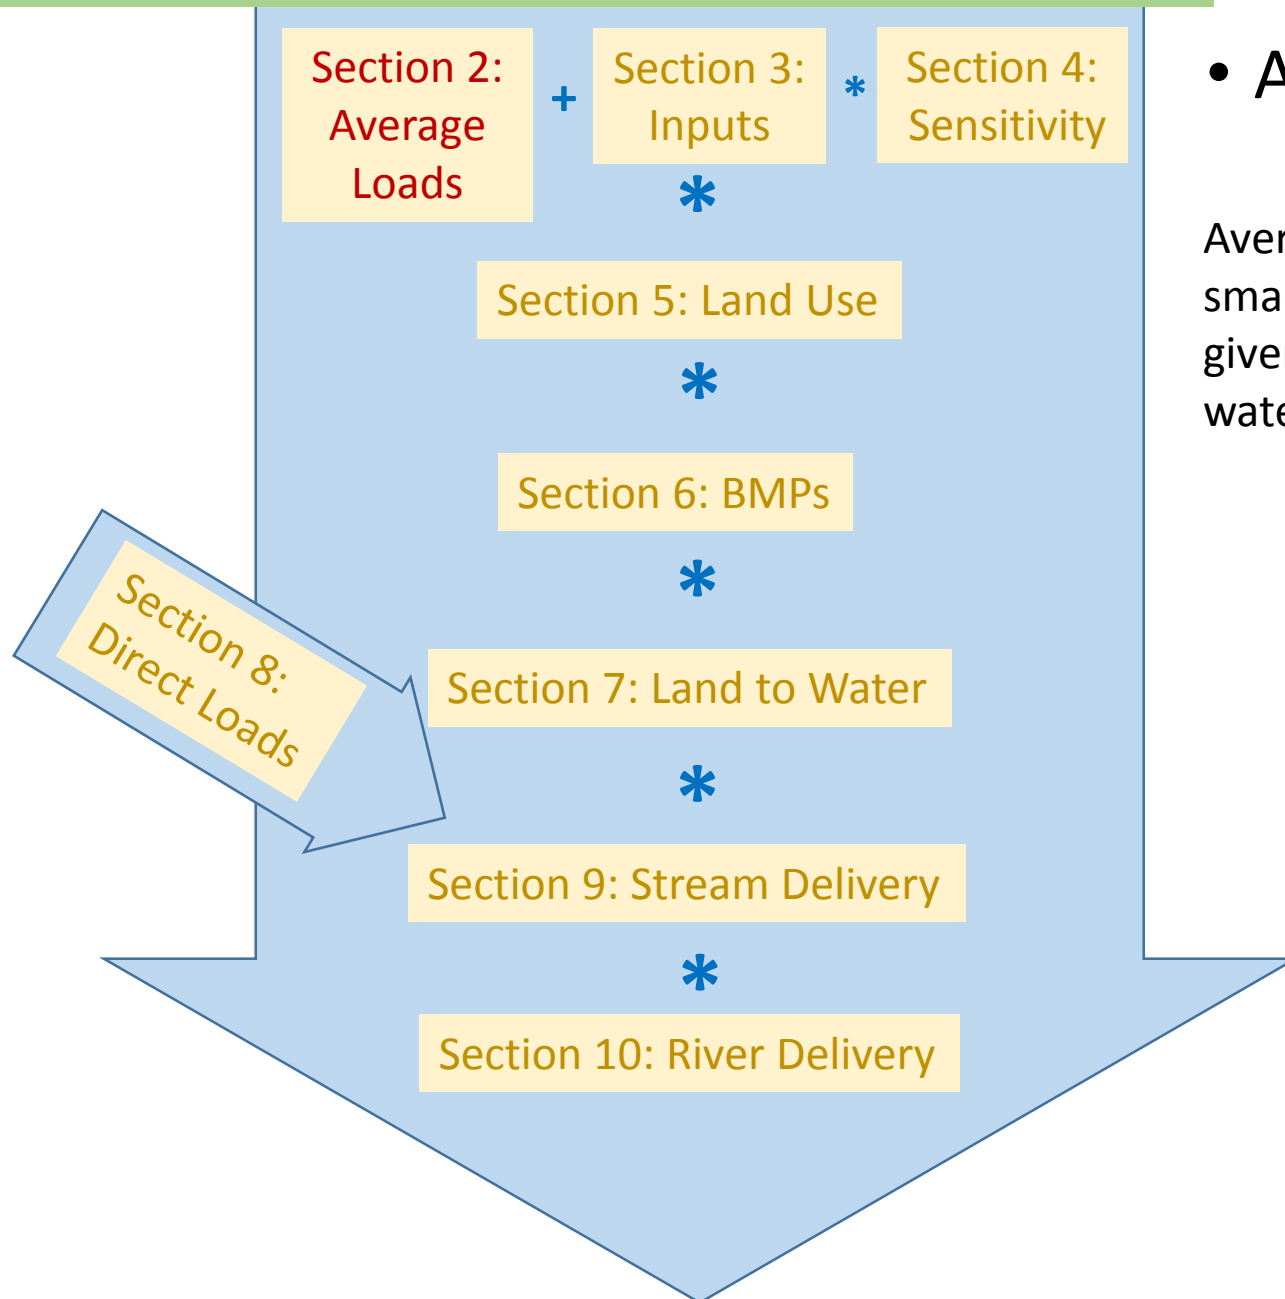 Section 2:
Average
Loads
+
Section 3:
Inputs
*
Section 4:
Sensitivity
*
Section 5: Land Use
*
Section 6: BMPs
*
Section 8:
Direct Loads
Section 7: Land to Water
*
Section 9: Stream Delivery
*
Section 10: River Delivery
•